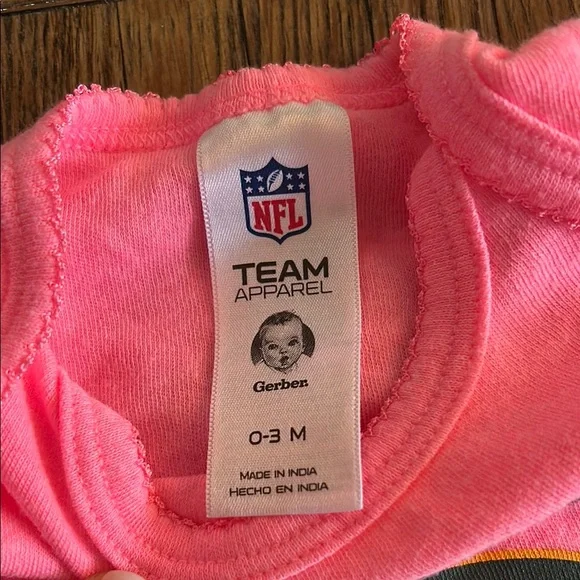 NFL
TEAM
APPAREL
Gerber.
0-3 M
MADE IN INDIA
HECHO EN INDIA